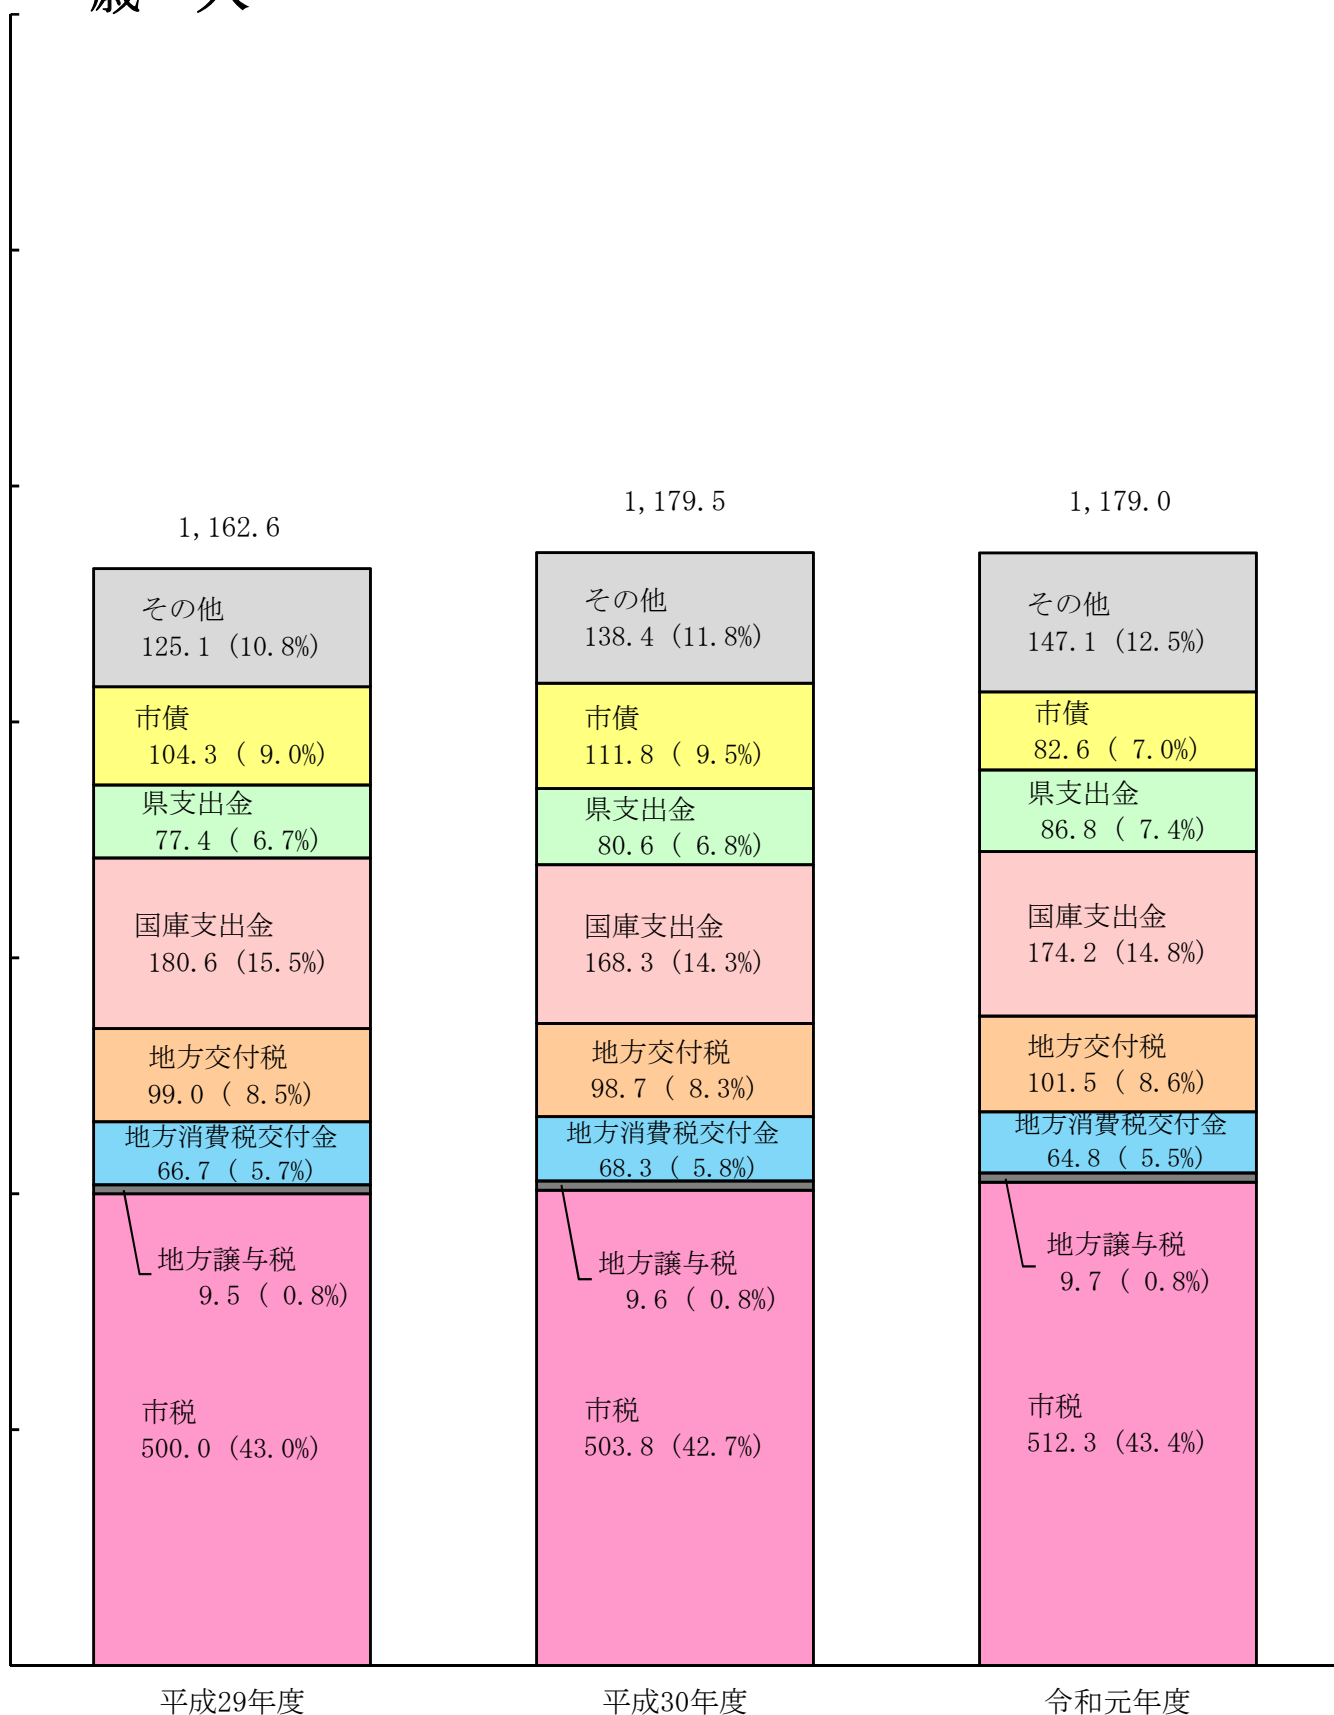 歳 入
1,162.6
その他
125.1 (10.8%)
市債
104.3 ( 9.0%)
県支出金
77.4 ( 6.7%)
国庫支出金
180.6 (15.5%)
地方交付税
99.0 ( 8.5%)
地方消費税交付金
66.7 ( 5.7%)
地方譲与税
9.5 ( 0.8%)
市税
500.0 (43.0%)
平成29年度
1,179.5
その他
138.4 (11.8%)
市債
111.8 ( 9.5%)
県支出金
80.6 ( 6.8%)
国庫支出金
168.3 (14.3%)
地方交付税
98.7 ( 8.3%)
地方消費税交付金
68.3 ( 5.8%)
地方譲与税
9.6 ( 0.8%)
市税
503.8 (42.7%)
平成30年度
1,179.0
その他
147.1 (12.5%)
市債
82.6 ( 7.0%)
県支出金
86.8 ( 7.4%)
国庫支出金
174.2 (14.8%)
地方交付税
101.5 ( 8.6%)
地方消費税交付金
64.8 ( 5.5%)
地方譲与税
9.7 ( 0.8%)
市税
512.3 (43.4%)
令和元年度